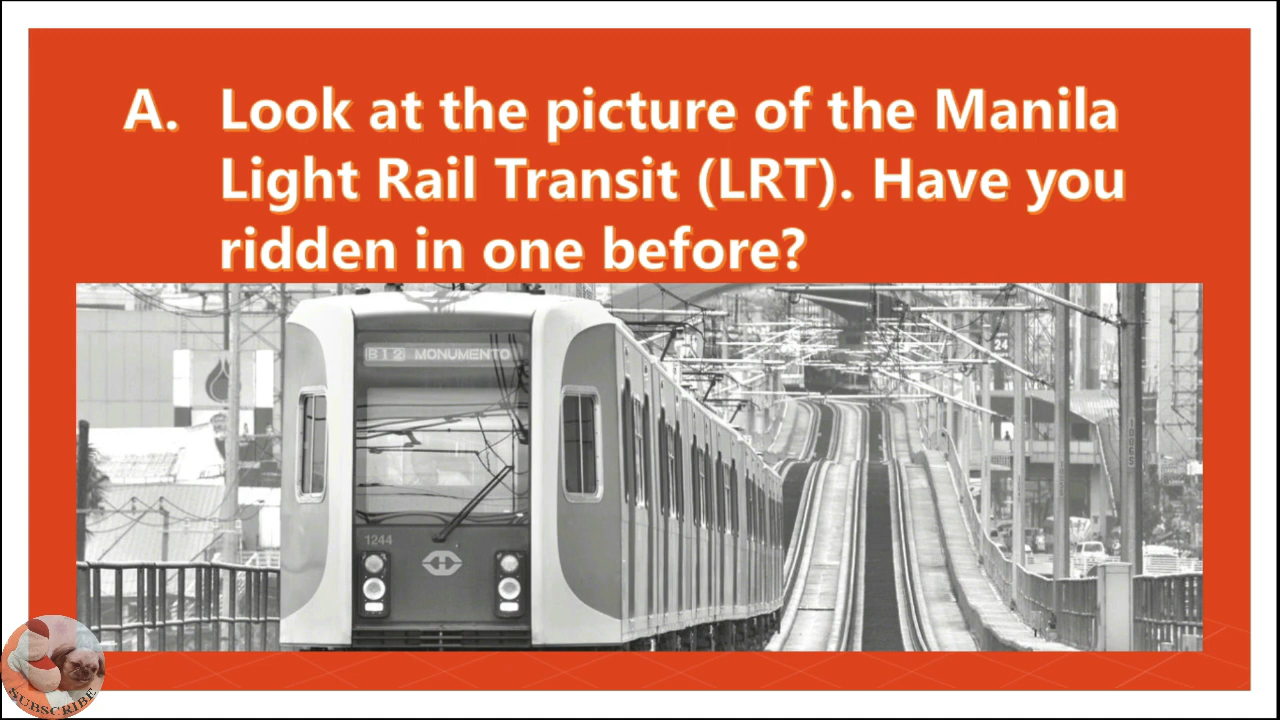 A. Look at the picture of the Manila
Light Rail Transit (LRT). Have you
ridden in one before?
B12 MONUMENTO
24
1244
SUBSCRIBE